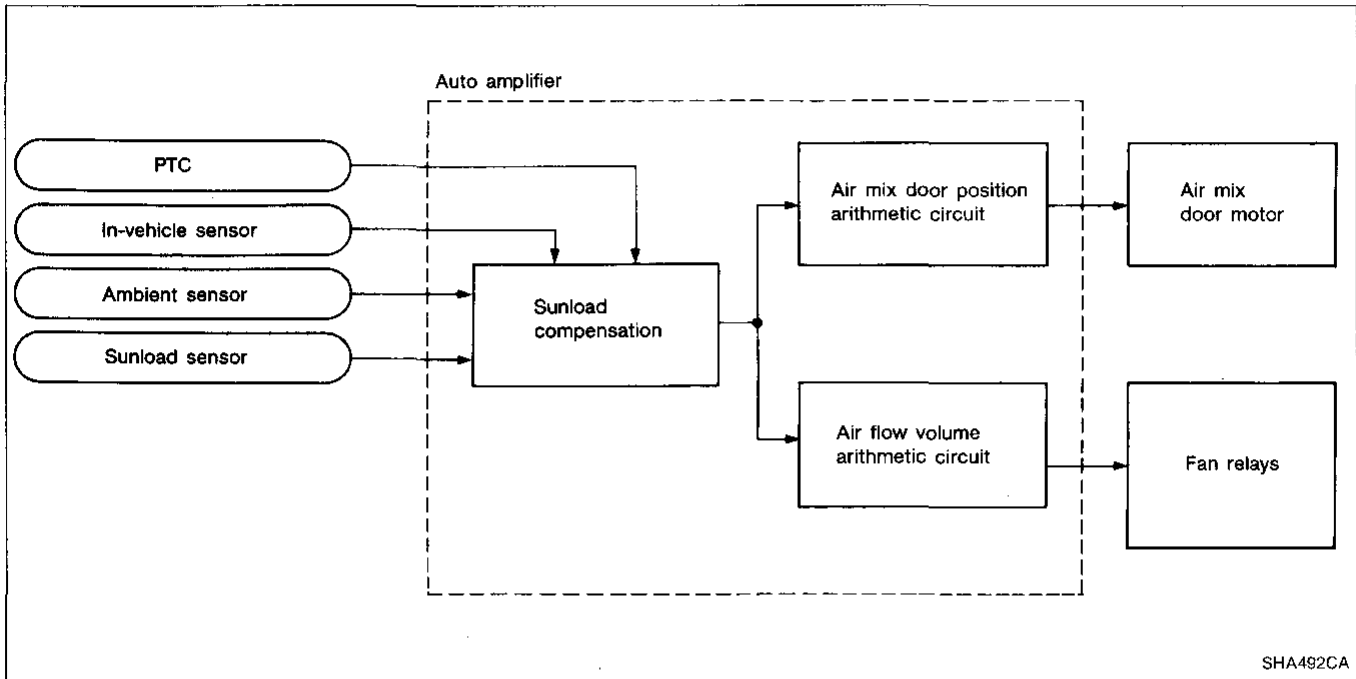 Auto amplifier
PTC
In-vehicle sensor
Ambient sensor
Sunload sensor
Sunload
compensation
Air mix door position
arithmetic circuit
Air mix
door motor
Air flow volume
arithmetic circuit
Fan relays
SHA492CA